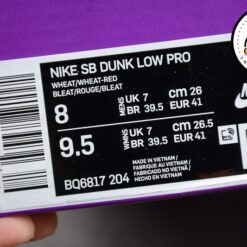 NIKE SB DUNK LOW PRO
WHEAT/WHEAT-RED
BLEAT/ROUGE/BLEAT
8 MENS UK 7 CM 26
BR 39.5 EUR 41
9.5 WMNS UK 7 CM 26.5
BR 39.5 EUR 41
BQ6817 204
MADE IN VIETNAM /
FABRIQUÉ AU VIETNAM /
FABRICADO NO VIETNÃ /
HECHO EN VIETNAM